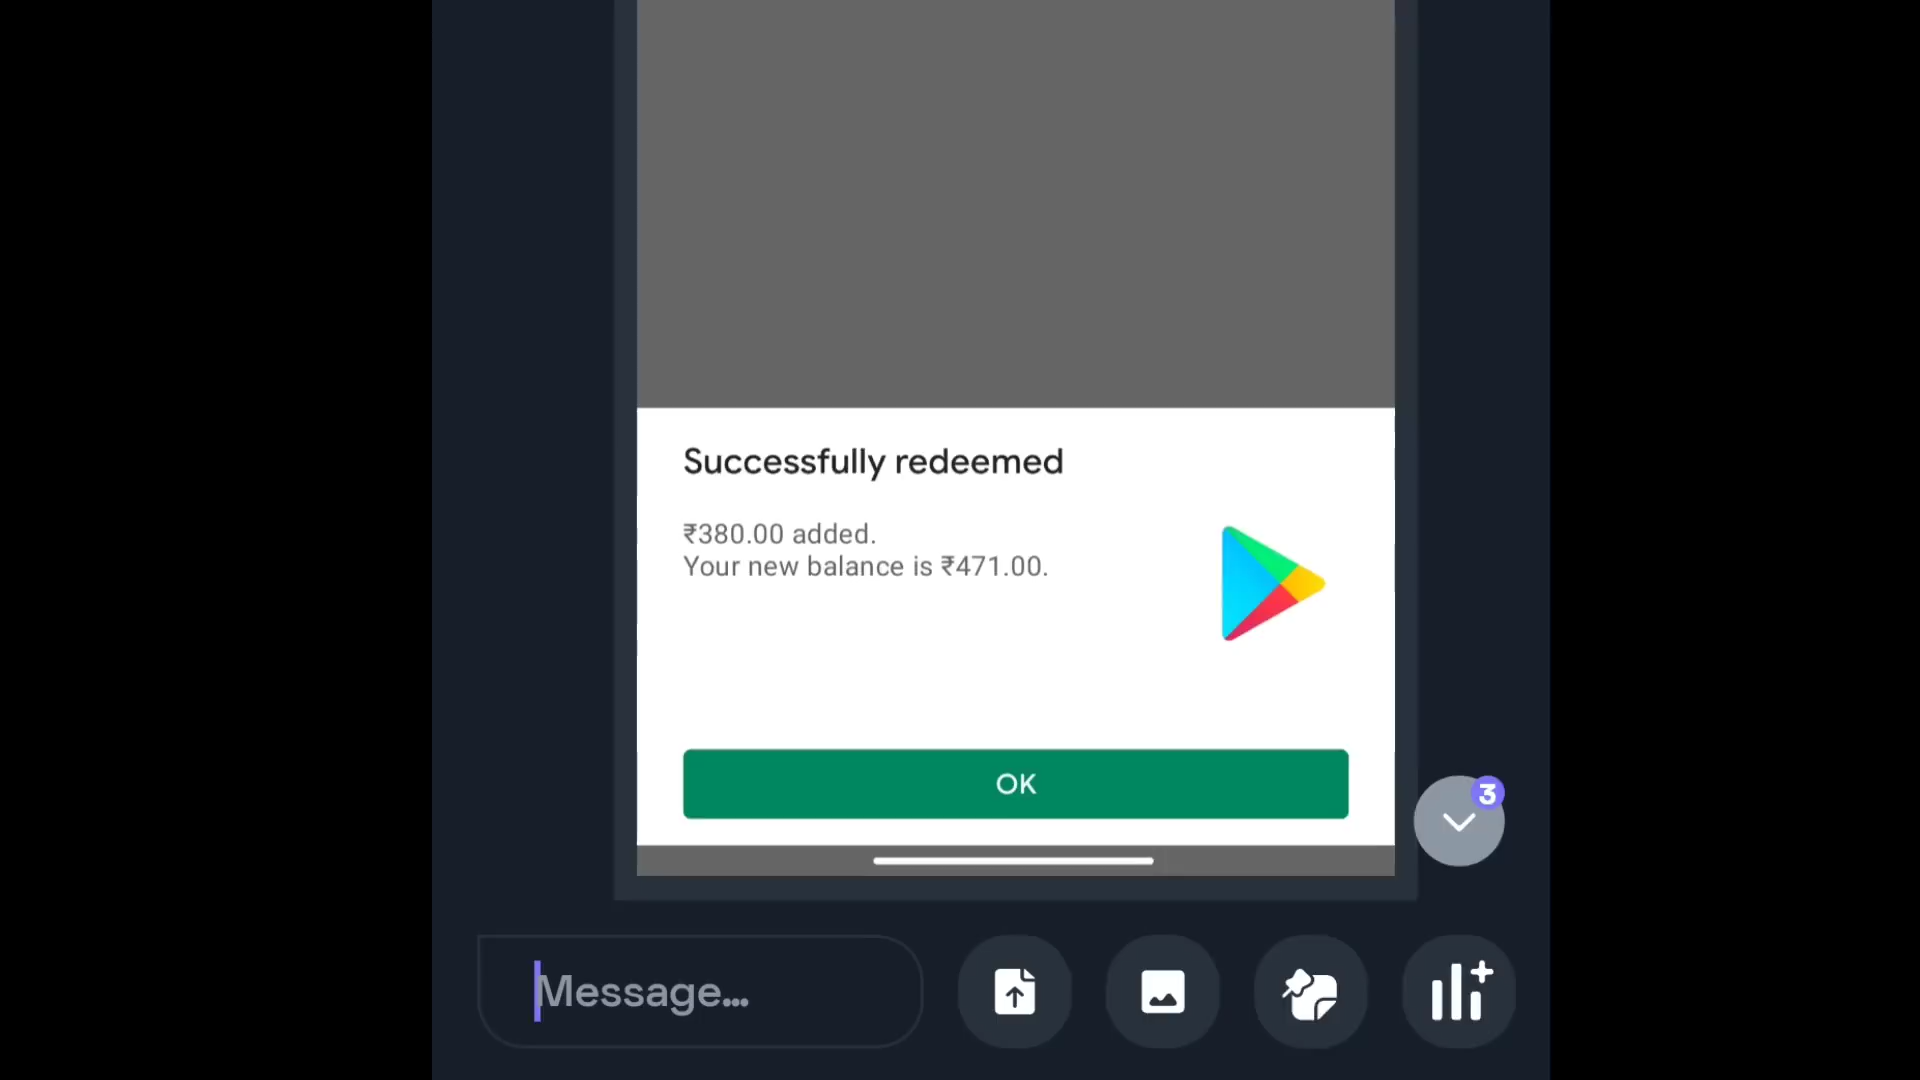 Successfully redeemed
₹380.00 added.
Your new balance is ₹471.00.
OK
3
Message...